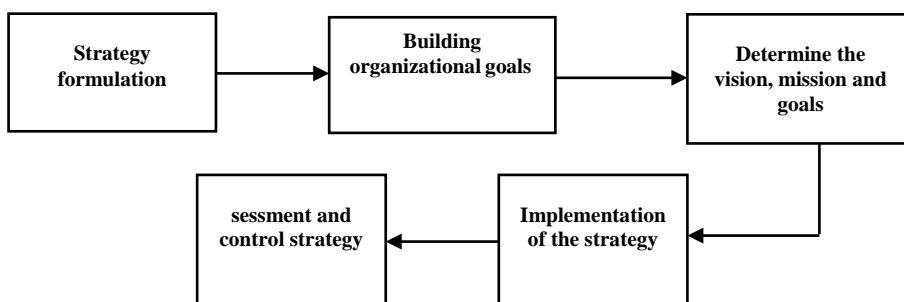 Strategy
formulation
Building
organizational goals
Determine the
vision, mission and
goals
Implementation
of the strategy
sessment and
control strategy